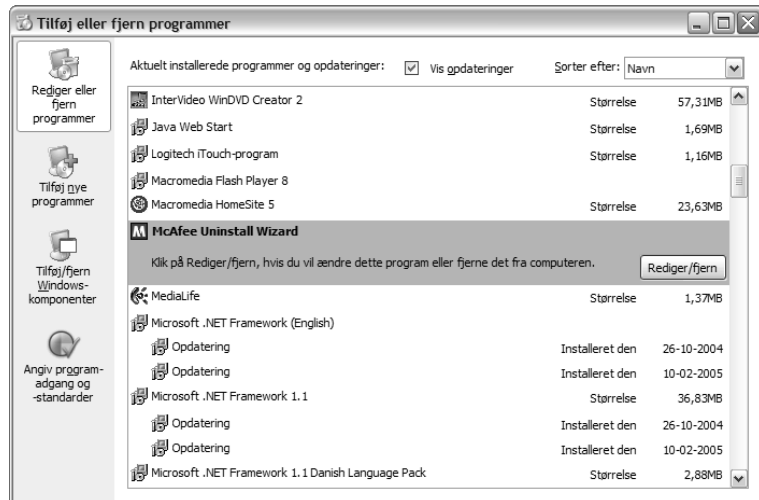 Tilføj eller fjern programmer
Rediger eller
fjern
programmer
Tilføj nye
programmer
Tilføj/fjern
Windows-
komponenter
Angiv program-
adgang og
-standarder
Aktuelt installerede programmer og opdateringer: Vis opdateringer Sorter efter: Navn
InterVideo WinDVD Creator 2 Størrelse 57,31MB
Java Web Start Størrelse 1,69MB
Logitech iTouch-program Størrelse 1,16MB
Macromedia Flash Player 8
Macromedia HomeSite 5 Størrelse 23,63MB
McAfee Uninstall Wizard
Klik på Rediger/fjern, hvis du vil ændre dette program eller fjerne det fra computeren. Rediger/fjern
MediaLife Størrelse 1,37MB
Microsoft .NET Framework (English)
Opdatering Installeret den 26-10-2004
Opdatering Installeret den 10-02-2005
Microsoft .NET Framework 1.1 Størrelse 36,83MB
Opdatering Installeret den 26-10-2004
Opdatering Installeret den 10-02-2005
Microsoft .NET Framework 1.1 Danish Language Pack Størrelse 2,88MB